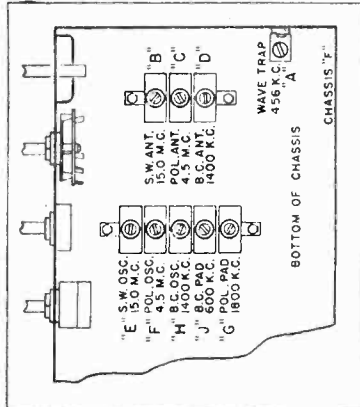 S.W. ANT. "B"
15.0 M.C.
POL. ANT. "C"
4.5 M.C.
B.C. ANT. "D"
1400 K.C.
"E" S.W. OSC.
15.0 M.C.
"F" POL. OSC.
4.5 M.C.
"H" B.C. OSC.
1400 K.C.
"J" B.C. PAD
600 K.C.
"G" POL. PAD
1800 K.C.
WAVE TRAP
456 K.C.
"A"
BOTTOM OF CHASSIS
CHASSIS "F"